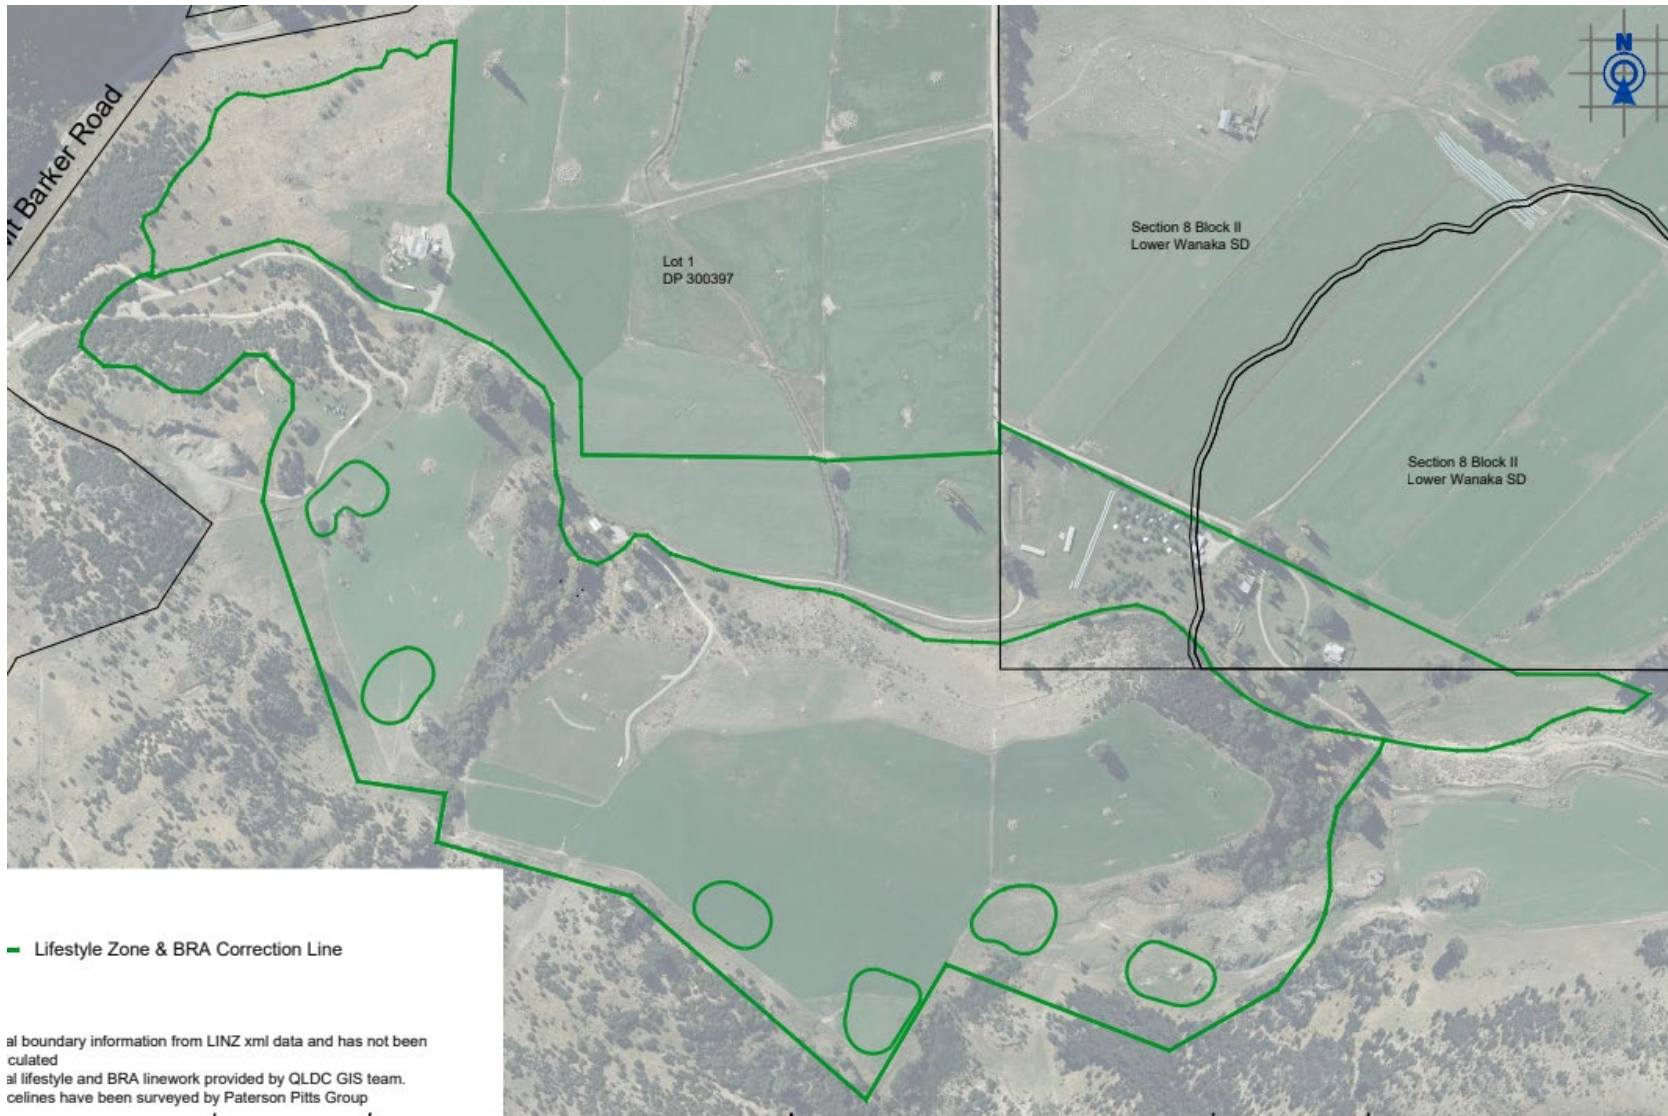 N
Mt Barker Road
Section 8 Block II
Lower Wanaka SD
Lot 1
DP 300397
Section 8 Block II
Lower Wanaka SD
Lifestyle Zone & BRA Correction Line
al boundary information from LINZ xml data and has not been
culated
al lifestyle and BRA linework provided by QLDC GIS team.
celines have been surveyed by Paterson Pitts Group